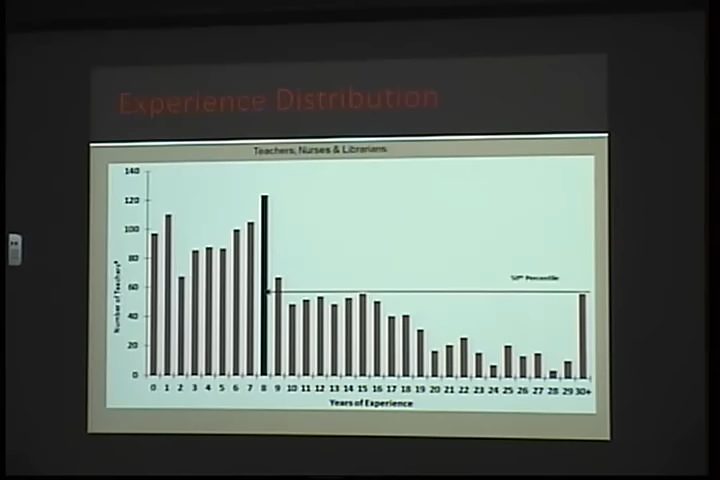 Experience Distribution
Teachers, Nurses & Librarians
140
120
100
80
60
40
20
0
Number of Teachers*
50th Percentile
0 1 2 3 4 5 6 7 8 9 10 11 12 13 14 15 16 17 18 19 20 21 22 23 24 25 26 27 28 29 30+
Years of Experience